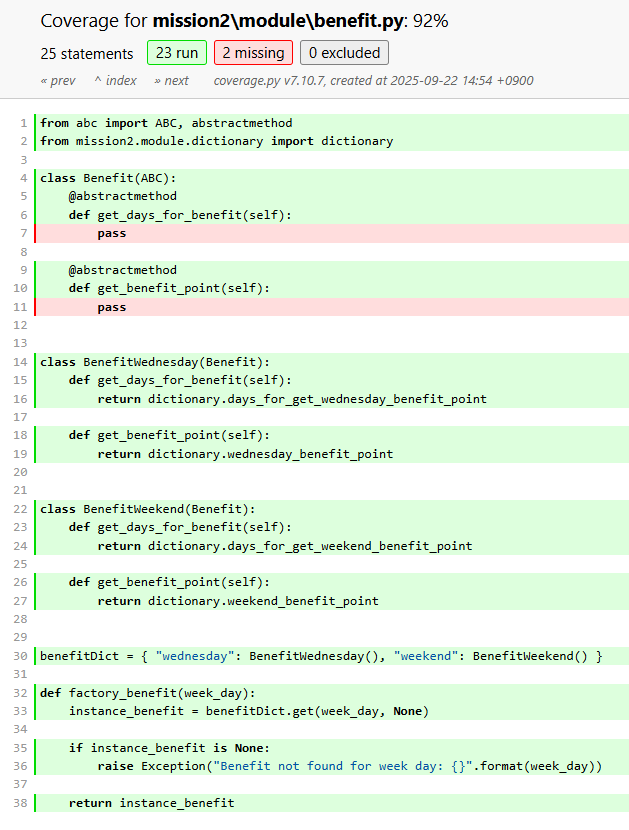 Coverage for mission2\module\benefit.py: 92%
25 statements 23 run 2 missing 0 excluded
« prev ^ index » next coverage.py v7.10.7, created at 2025-09-22 14:54 +0900
1 from abc import ABC, abstractmethod
2 from mission2.module.dictionary import dictionary
3
4 class Benefit(ABC):
5     @abstractmethod
6     def get_days_for_benefit(self):
7         pass
8
9     @abstractmethod
10     def get_benefit_point(self):
11         pass
12
13
14 class BenefitWednesday(Benefit):
15     def get_days_for_benefit(self):
16         return dictionary.days_for_get_wednesday_benefit_point
17
18     def get_benefit_point(self):
19         return dictionary.wednesday_benefit_point
20
21
22 class BenefitWeekend(Benefit):
23     def get_days_for_benefit(self):
24         return dictionary.days_for_get_weekend_benefit_point
25
26     def get_benefit_point(self):
27         return dictionary.weekend_benefit_point
28
29
30 benefitDict = { "wednesday": BenefitWednesday(), "weekend": BenefitWeekend() }
31
32 def factory_benefit(week_day):
33     instance_benefit = benefitDict.get(week_day, None)
34
35     if instance_benefit is None:
36         raise Exception("Benefit not found for week day: {}".format(week_day))
37
38     return instance_benefit